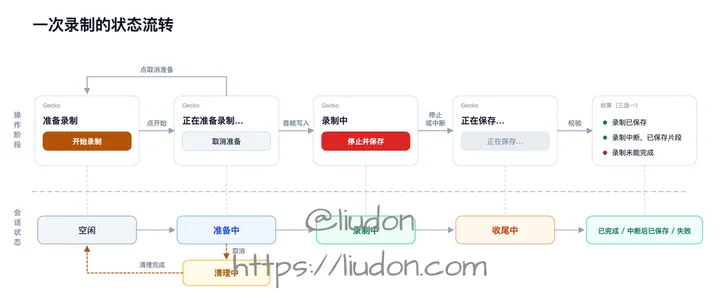 一次录制的状态流转
点取消准备
操作阶段
Gecko
准备录制
开始录制
点开始
Gecko
正在准备录制...
取消准备
首帧写入
Gecko
录制中
停止并保存
停止
或中断
Gecko
正在保存...
正在保存...
校验
结果（三选一）
录制已保存
录制中断，已保存片段
录制未能完成
会话状态
空闲
准备中
录制中
收尾中
已完成 / 中断后已保存 / 失败
取消
清理完成
清理中
@liudon
https://liudon.com